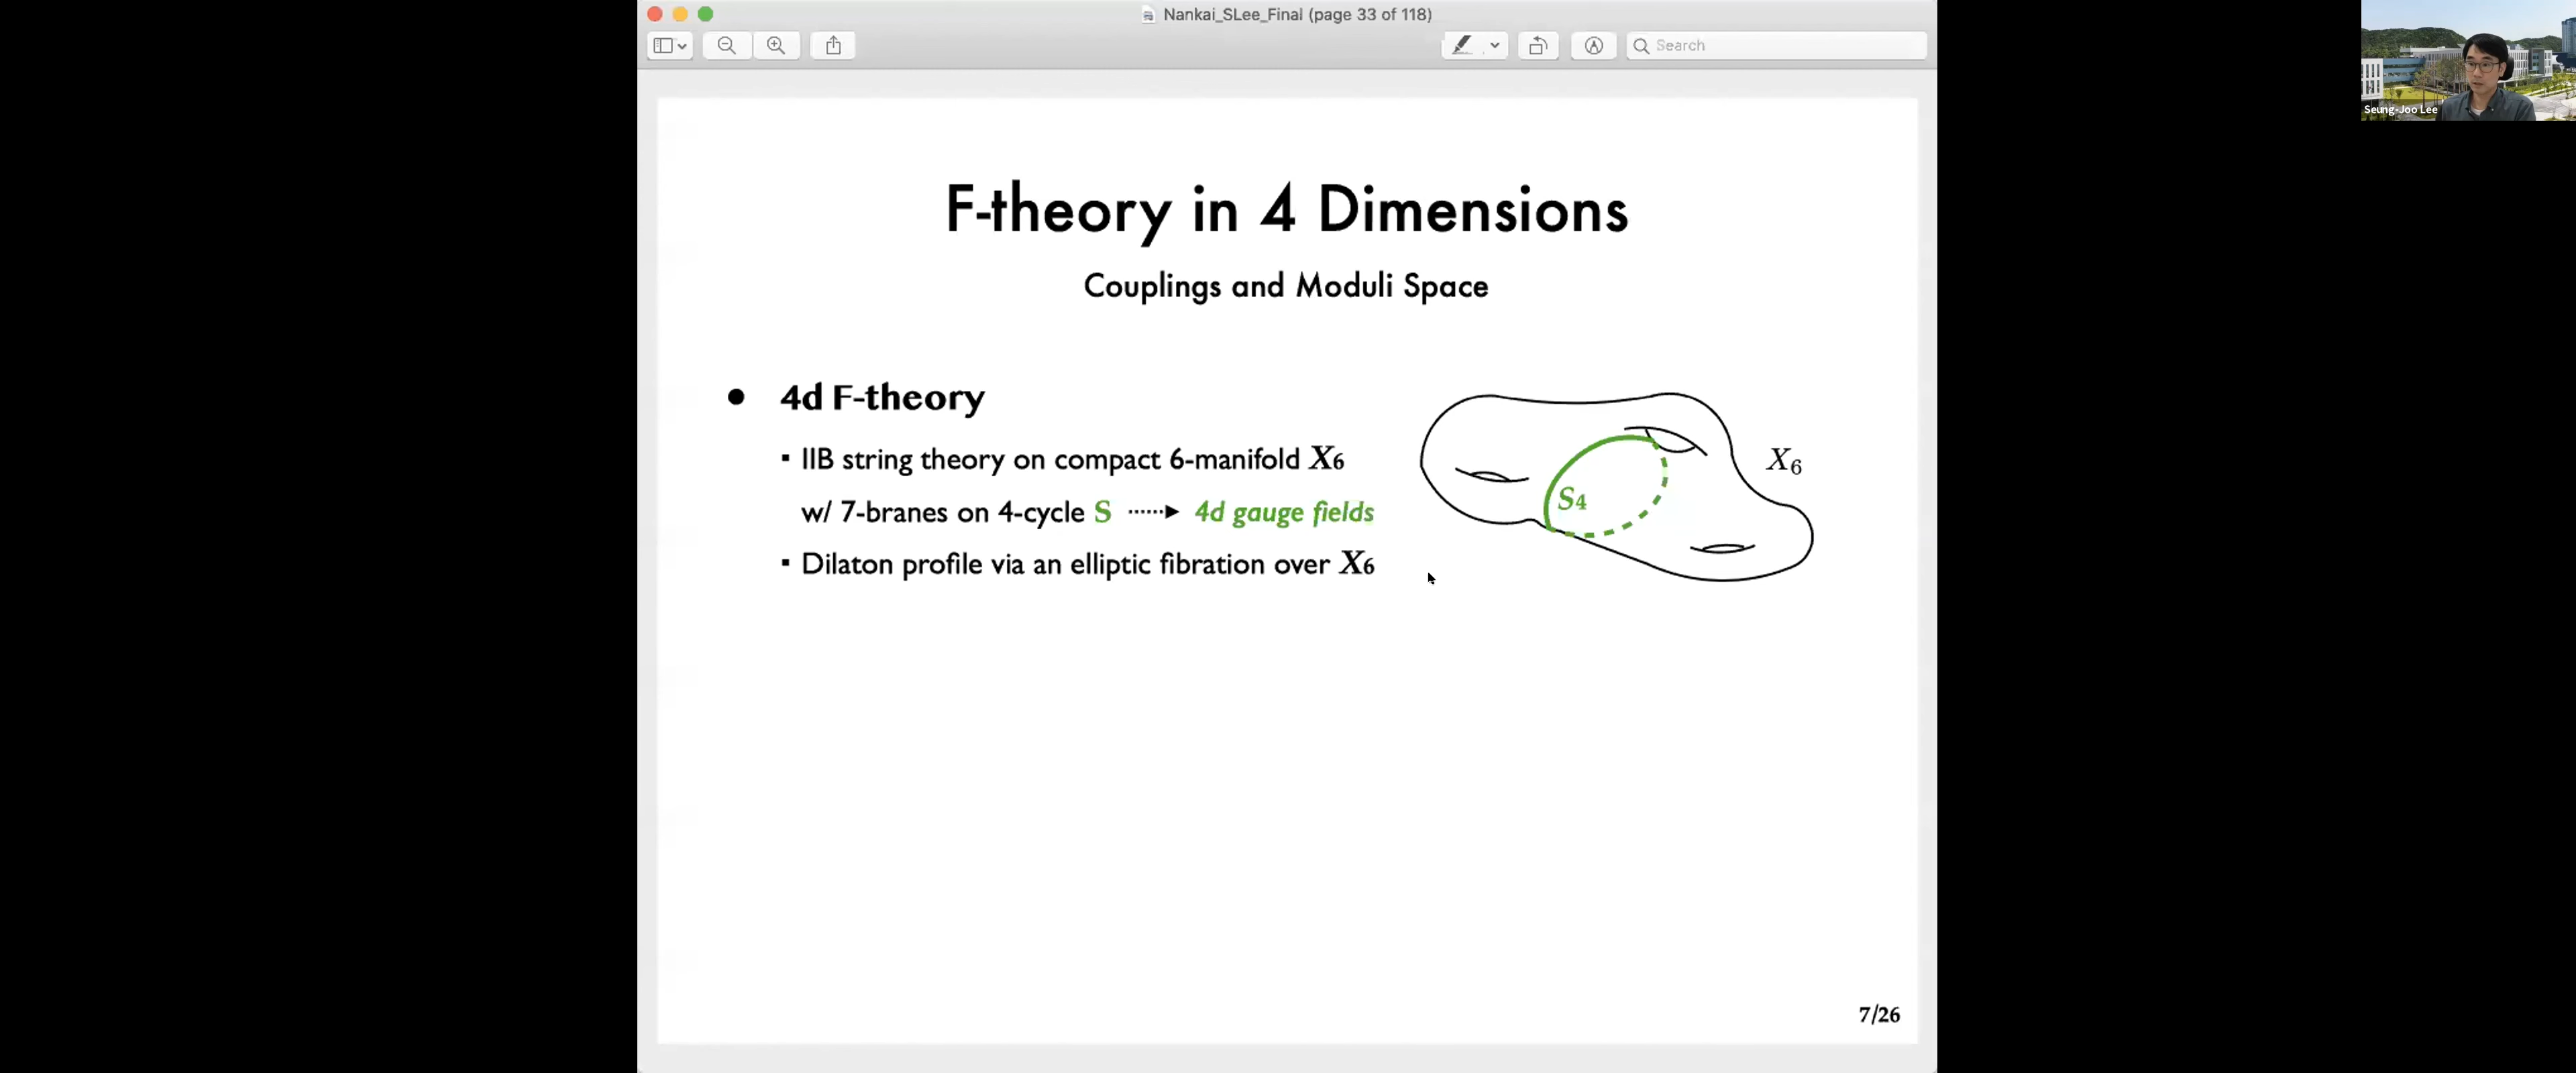 Nankai_SLee_Final (page 33 of 118)
Search
Seung-Joo Lee
F-theory in 4 Dimensions
Couplings and Moduli Space
• 4d F-theory
▪ IIB string theory on compact 6-manifold X6
w/ 7-branes on 4-cycle S ┈▶ 4d gauge fields
▪ Dilaton profile via an elliptic fibration over X6
S4
X6
7/26